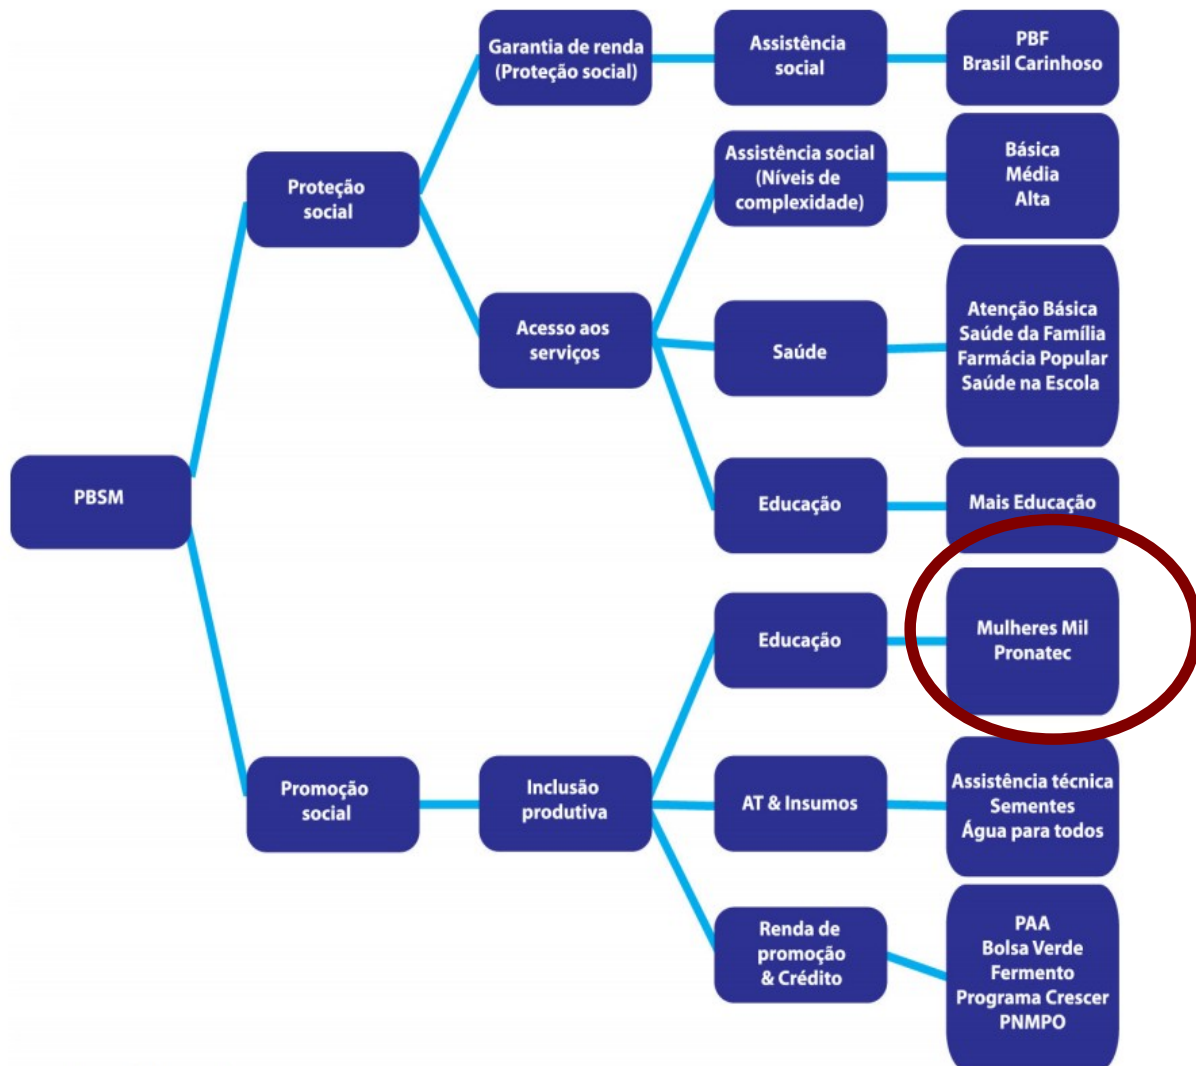 Garantia de renda
(Proteção social)
Assistência
social
PBF
Brasil Carinhoso
Proteção
social
Assistência social
(Níveis de
complexidade)
Básica
Média
Alta
Acesso aos
serviços
Saúde
Atenção Básica
Saúde da Família
Farmácia Popular
Saúde na Escola
PBSM
Educação
Mais Educação
Educação
Mulheres Mil
Pronatec
Promoção
social
Inclusão
produtiva
AT & Insumos
Assistência técnica
Sementes
Água para todos
Renda de
promoção
& Crédito
PAA
Bolsa Verde
Fermento
Programa Crescer
PNMPO